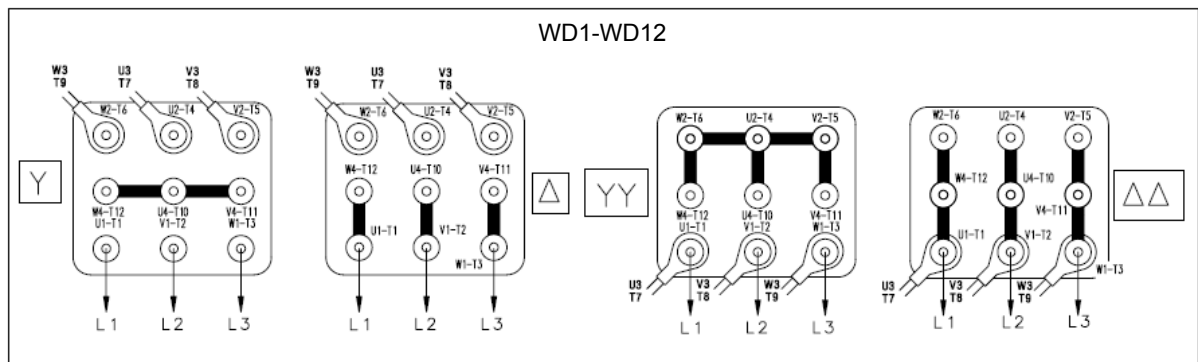 WD1-WD12
W3 U3 V3
T9 T7 T8
W2-T6 U2-T4 V2-T5
W4-T12 U4-T10 V4-T11
U1-T1 V1-T2 W1-T3
L1 L2 L3
Y
W3 U3 V3
T9 T7 T8
W2-T6 U2-T4 V2-T5
W4-T12 U4-T10 V4-T11
U1-T1 V1-T2
W1-T3
L1 L2 L3
Δ
YY
W2-T6 U2-T4 V2-T5
W4-T12 U4-T10 V4-T11
U1-T1 V1-T2 W1-T3
U3 V3 W3
T7 T8 T9
L1 L2 L3
W2-T6 U2-T4 V2-T5
W4-T12 U4-T10
V4-T11
U1-T1 V1-T2
W1-T3
U3 V3 W3
T7 T8 T9
L1 L2 L3
ΔΔ